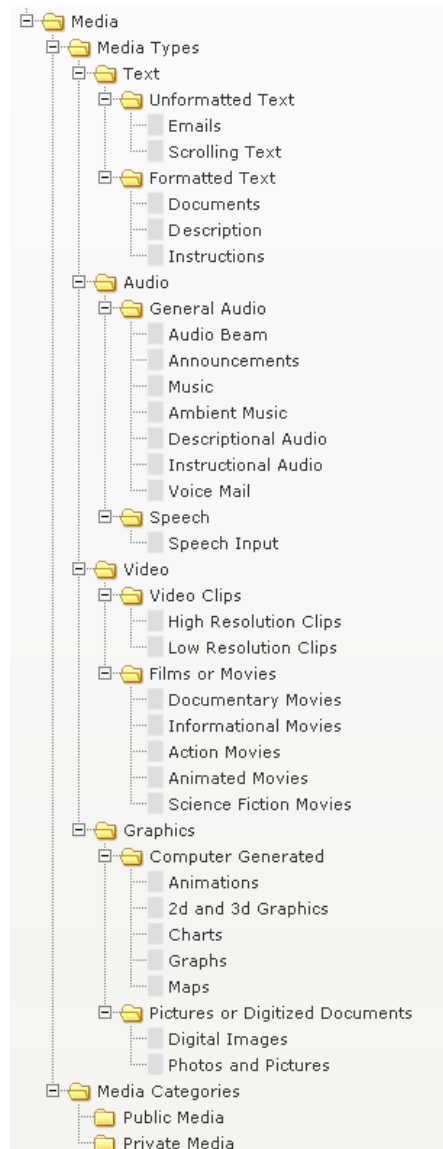 Media
Media Types
Text
Unformatted Text
Emails
Scrolling Text
Formatted Text
Documents
Description
Instructions
Audio
General Audio
Audio Beam
Announcements
Music
Ambient Music
Descriptional Audio
Instructional Audio
Voice Mail
Speech
Speech Input
Video
Video Clips
High Resolution Clips
Low Resolution Clips
Films or Movies
Documentary Movies
Informational Movies
Action Movies
Animated Movies
Science Fiction Movies
Graphics
Computer Generated
Animations
2d and 3d Graphics
Charts
Graphs
Maps
Pictures or Digitized Documents
Digital Images
Photos and Pictures
Media Categories
Public Media
Private Media